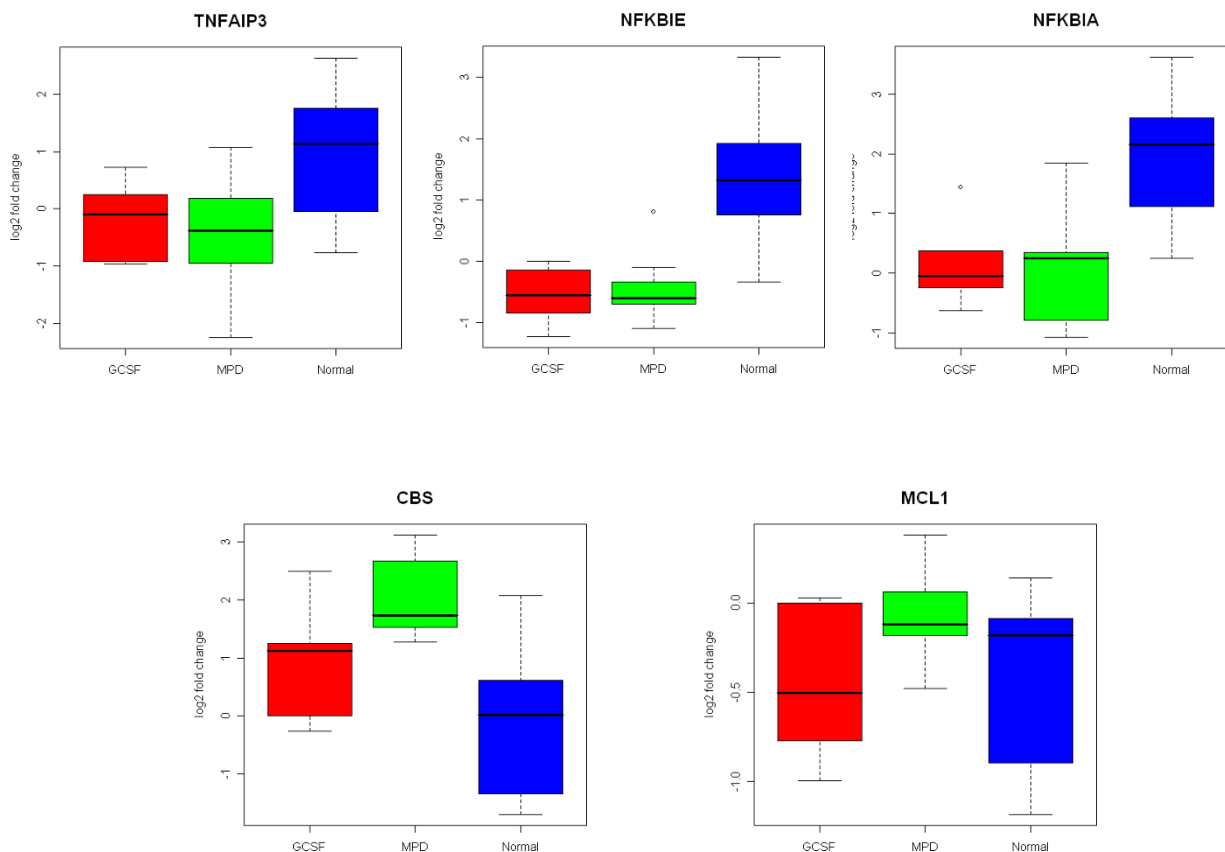 TNFAIP3
log2 fold change
2
1
0
-1
-2
GCSF MPD Normal
NFKBIE
log2 fold change
3
2
1
0
-1
GCSF MPD Normal
NFKBIA
log2 fold change
3
2
1
0
-1
GCSF MPD Normal
CBS
log2 fold change
3
2
1
0
-1
GCSF MPD Normal
MCL1
log2 fold change
0.0
-0.5
-1.0
GCSF MPD Normal